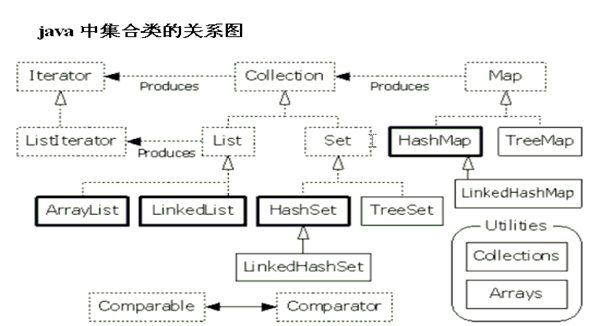 java 中集合类的关系图
Iterator
Produces
Collection
Produces
Map
ListIterator
Produces
List
Set
HashMap
TreeMap
ArrayList
LinkedList
HashSet
TreeSet
LinkedHashMap
LinkedHashSet
Utilities
Collections
Arrays
Comparable
Comparator